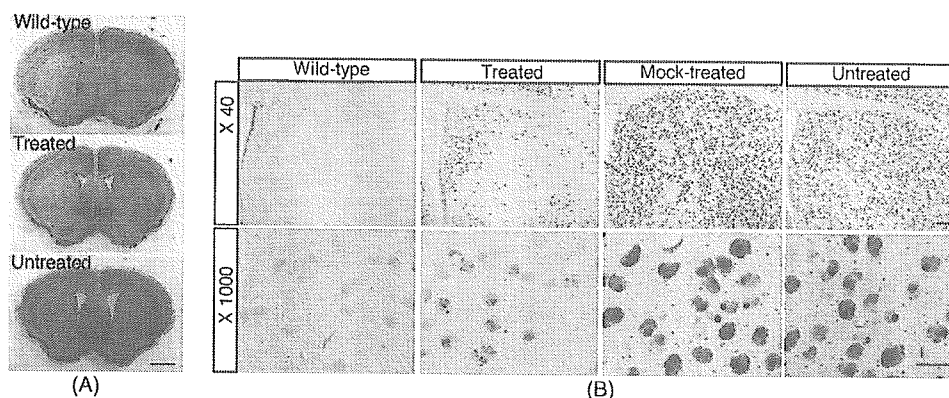 Wild-type
Treated
Untreated
(A)
Wild-type
Treated
Mock-treated
Untreated
X 40
X 1000
(B)